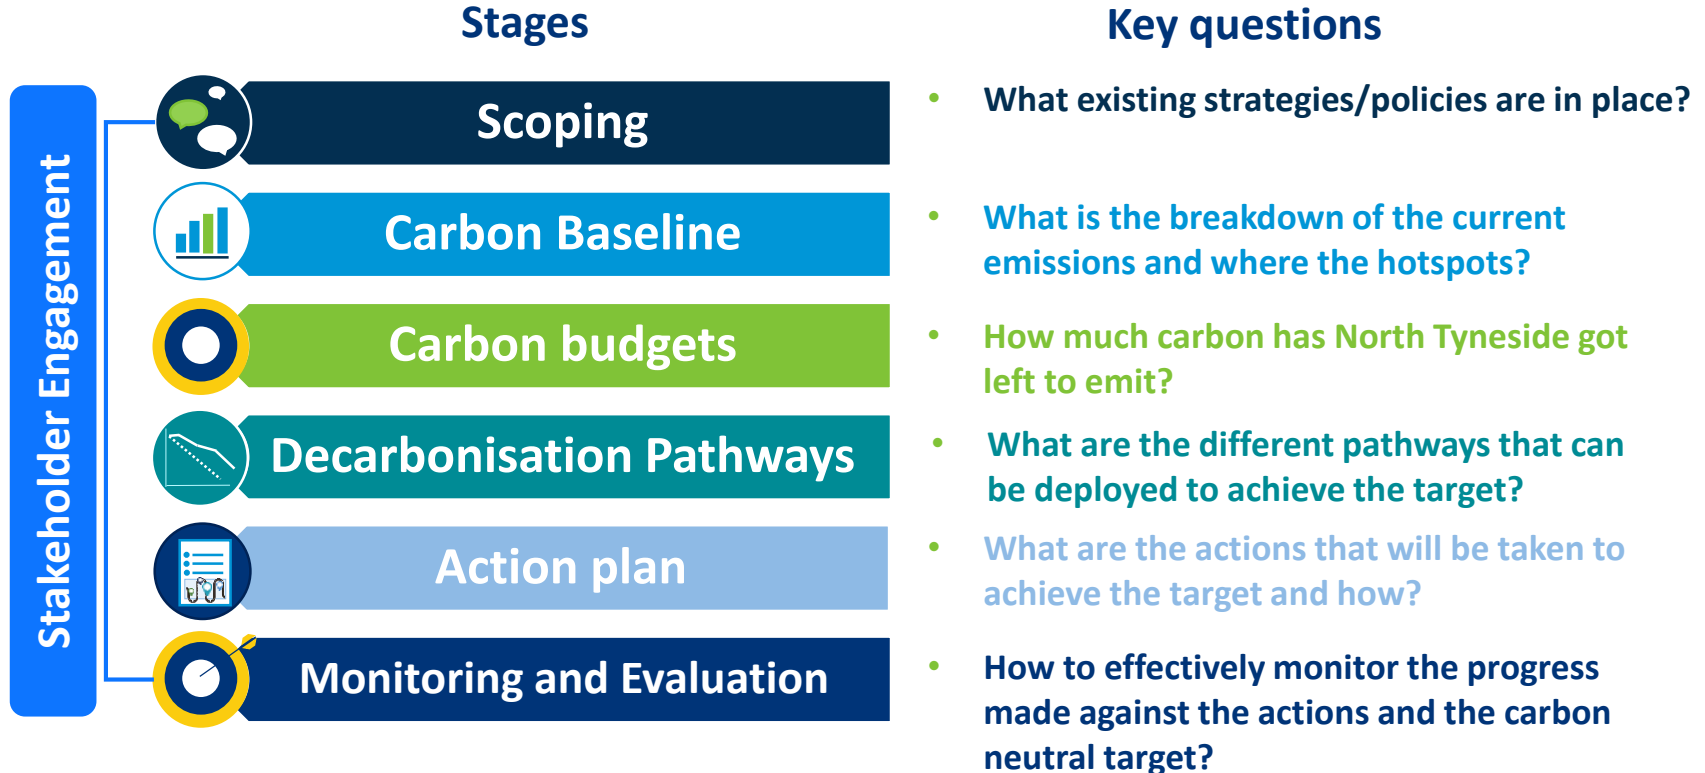 Stages
Key questions
Stakeholder Engagement
Scoping
• What existing strategies/policies are in place?
Carbon Baseline
• What is the breakdown of the current
emissions and where the hotspots?
Carbon budgets
• How much carbon has North Tyneside got
left to emit?
Decarbonisation Pathways
• What are the different pathways that can
be deployed to achieve the target?
Action plan
• What are the actions that will be taken to
achieve the target and how?
Monitoring and Evaluation
• How to effectively monitor the progress
made against the actions and the carbon
neutral target?